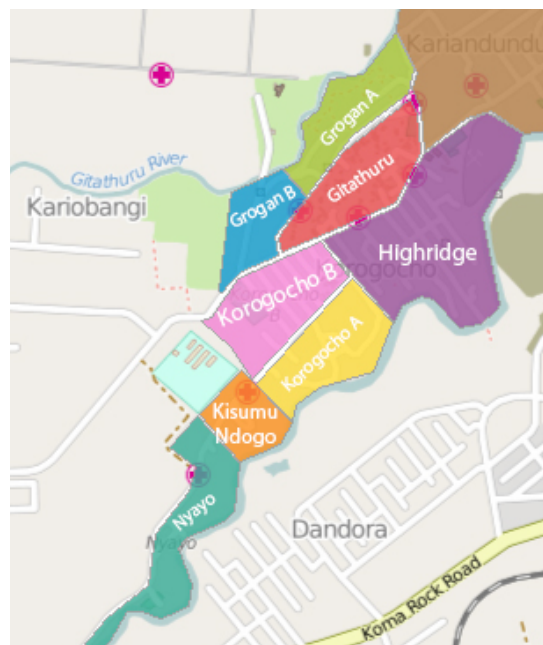 Kariandundu
Grogan A
Gitathuru
Gitathuru River
Grogan B
Kariobangi
Highridge
Korogocho
Korogocho B
Korogocho A
Kisumu
Ndogo
Nyayo
Nyayo
Dandora
Koma Rock Road